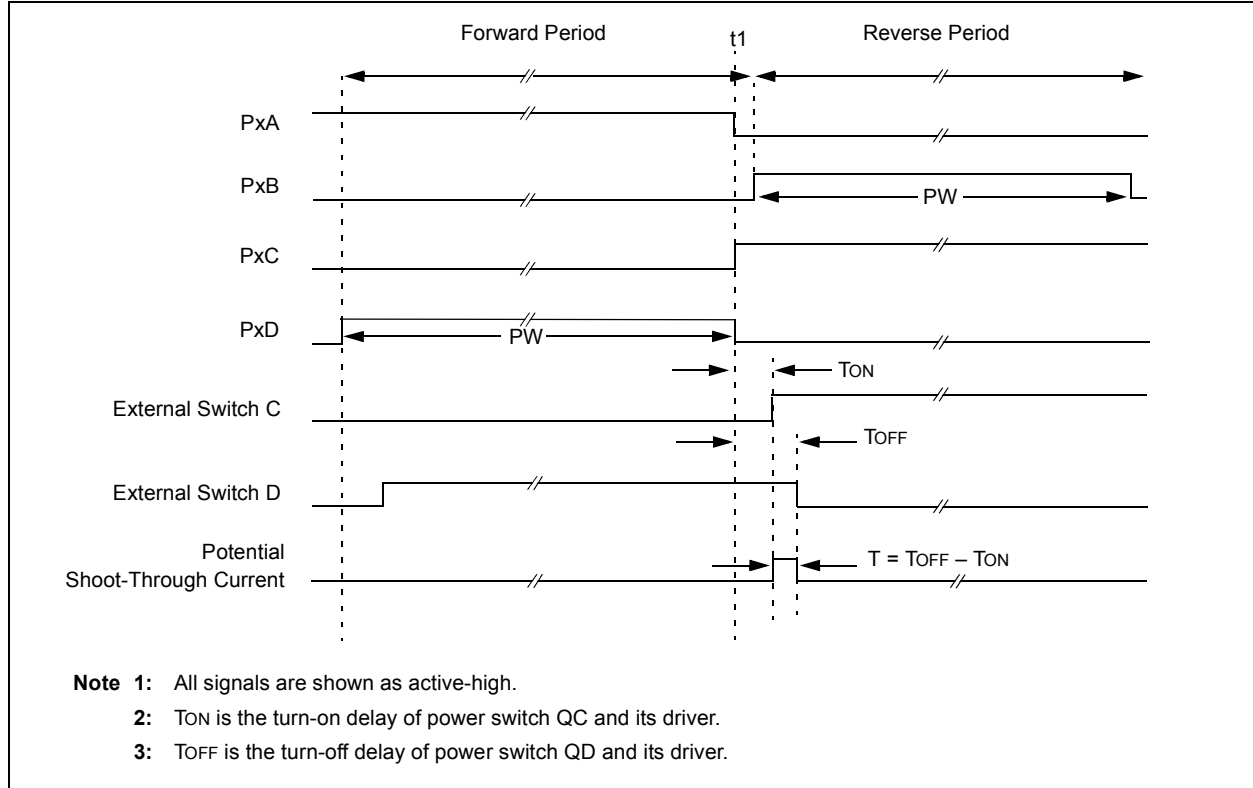 Forward Period
t1
Reverse Period
PxA
PxB
PW
PxC
PxD
PW
TON
External Switch C
TOFF
External Switch D
Potential
Shoot-Through Current
T = TOFF – TON
Note 1: All signals are shown as active-high.
2: TON is the turn-on delay of power switch QC and its driver.
3: TOFF is the turn-off delay of power switch QD and its driver.